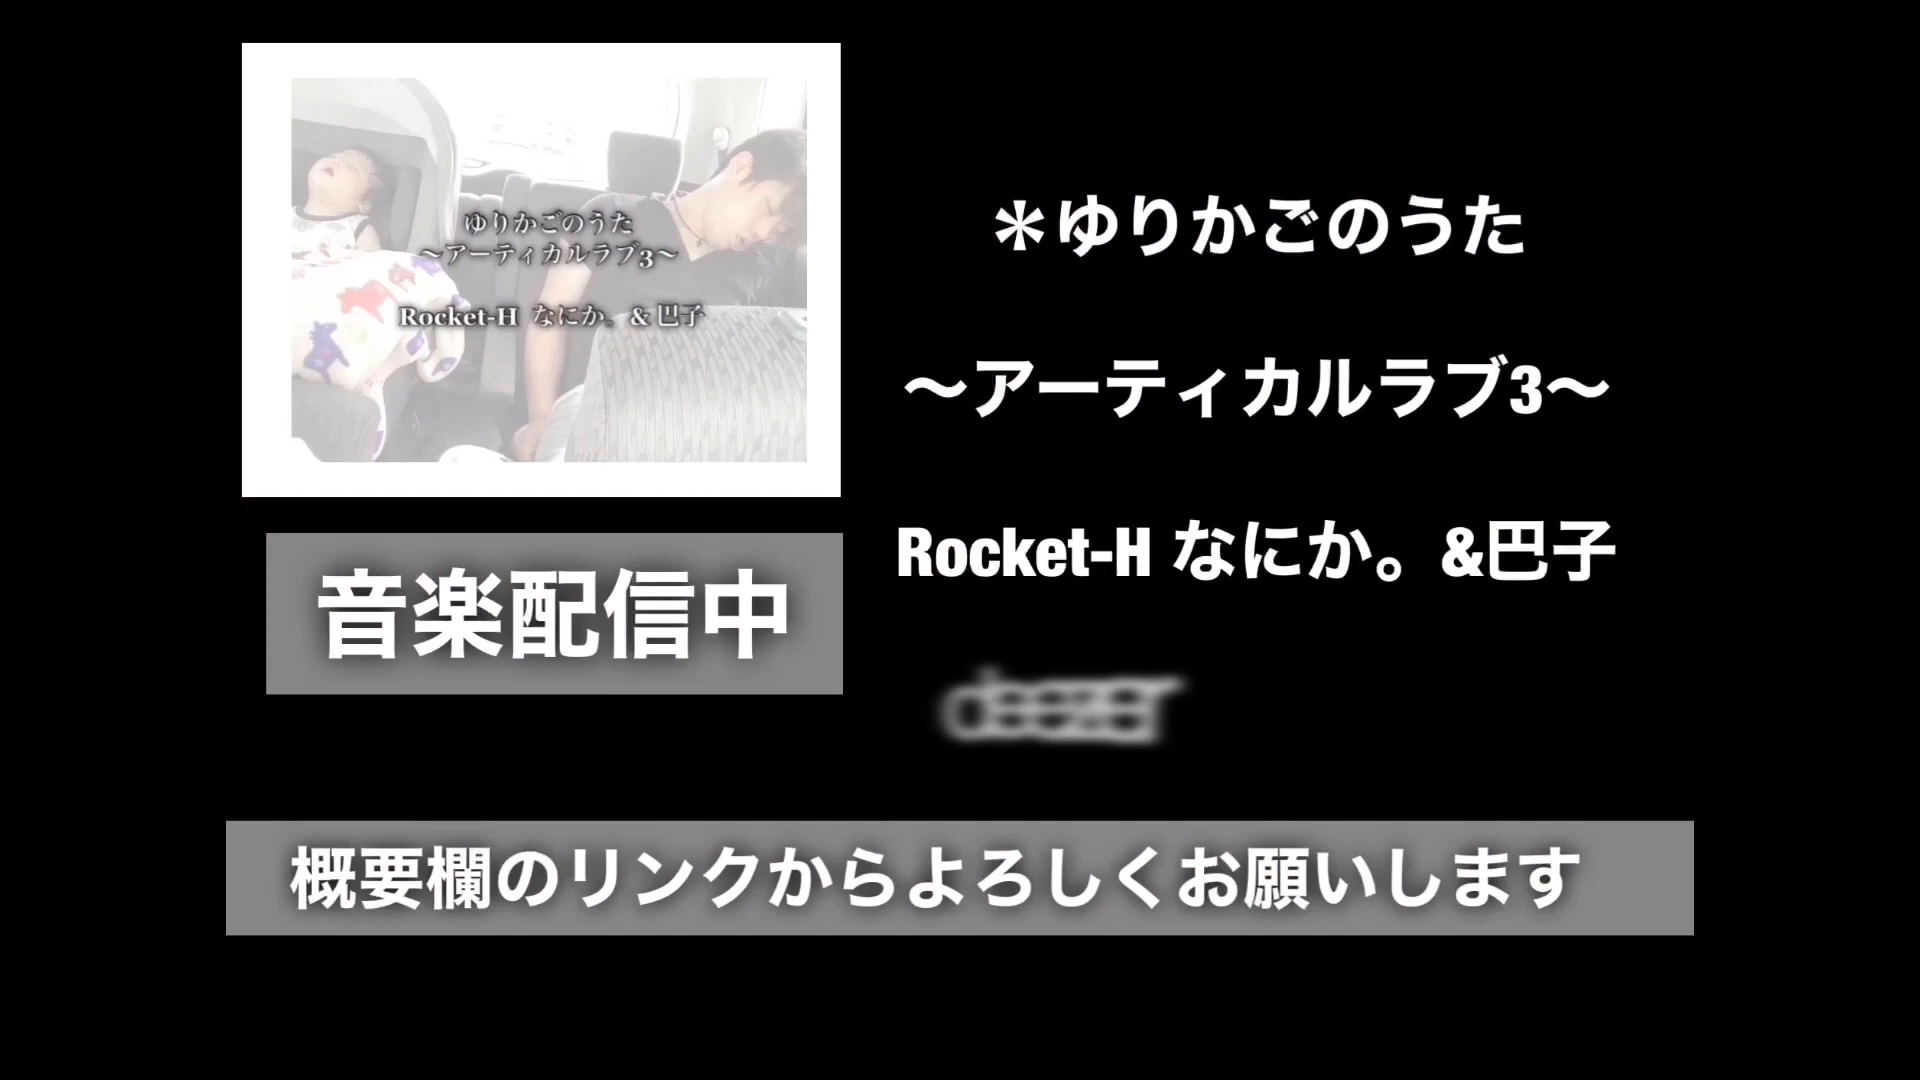 ゆりかごのうた
～アーティカルラブ3～
Rocket-H なにか。& 巴子
＊ゆりかごのうた
～アーティカルラブ3～
Rocket-H なにか。&巴子
音楽配信中
deezer
概要欄のリンクからよろしくお願いします